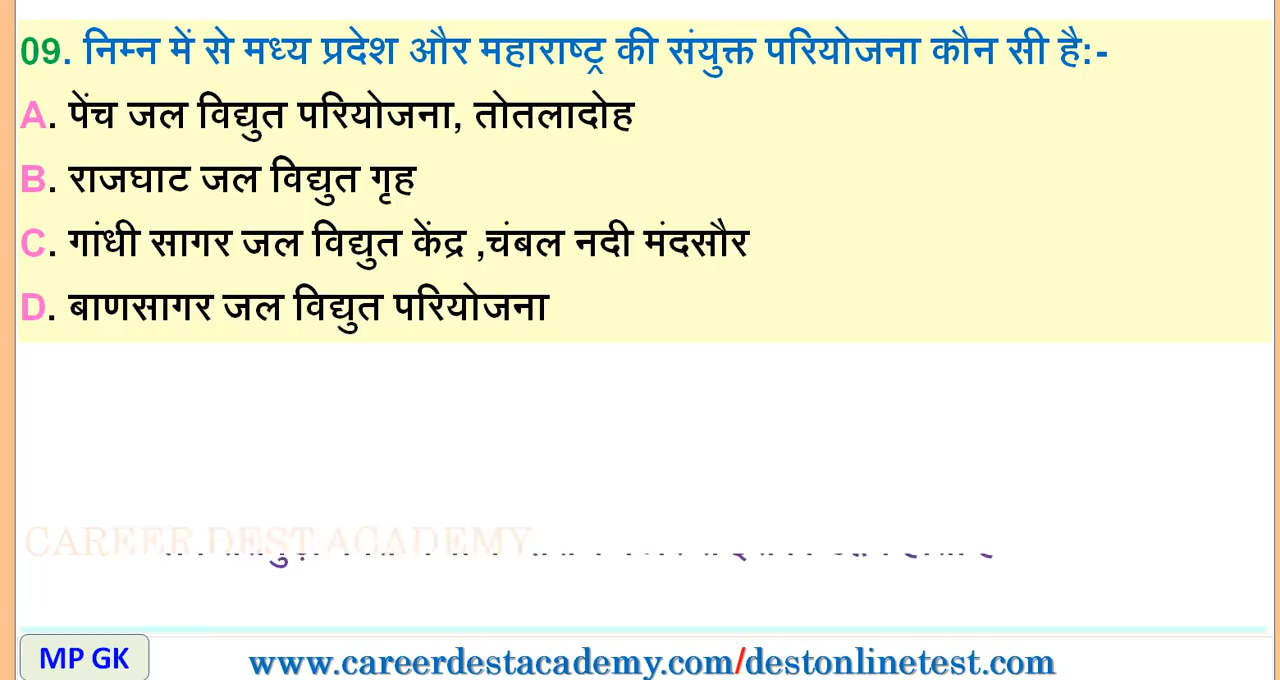 09. निम्न में से मध्य प्रदेश और महाराष्ट्र की संयुक्त परियोजना कौन सी है:-
A. पेंच जल विद्युत परियोजना, तोतलादोह
B. राजघाट जल विद्युत गृह
C. गांधी सागर जल विद्युत केंद्र ,चंबल नदी मंदसौर
D. बाणसागर जल विद्युत परियोजना
CAREER DEST ACADEMY
MP GK
www.careerdestacademy.com/destonlinetest.com